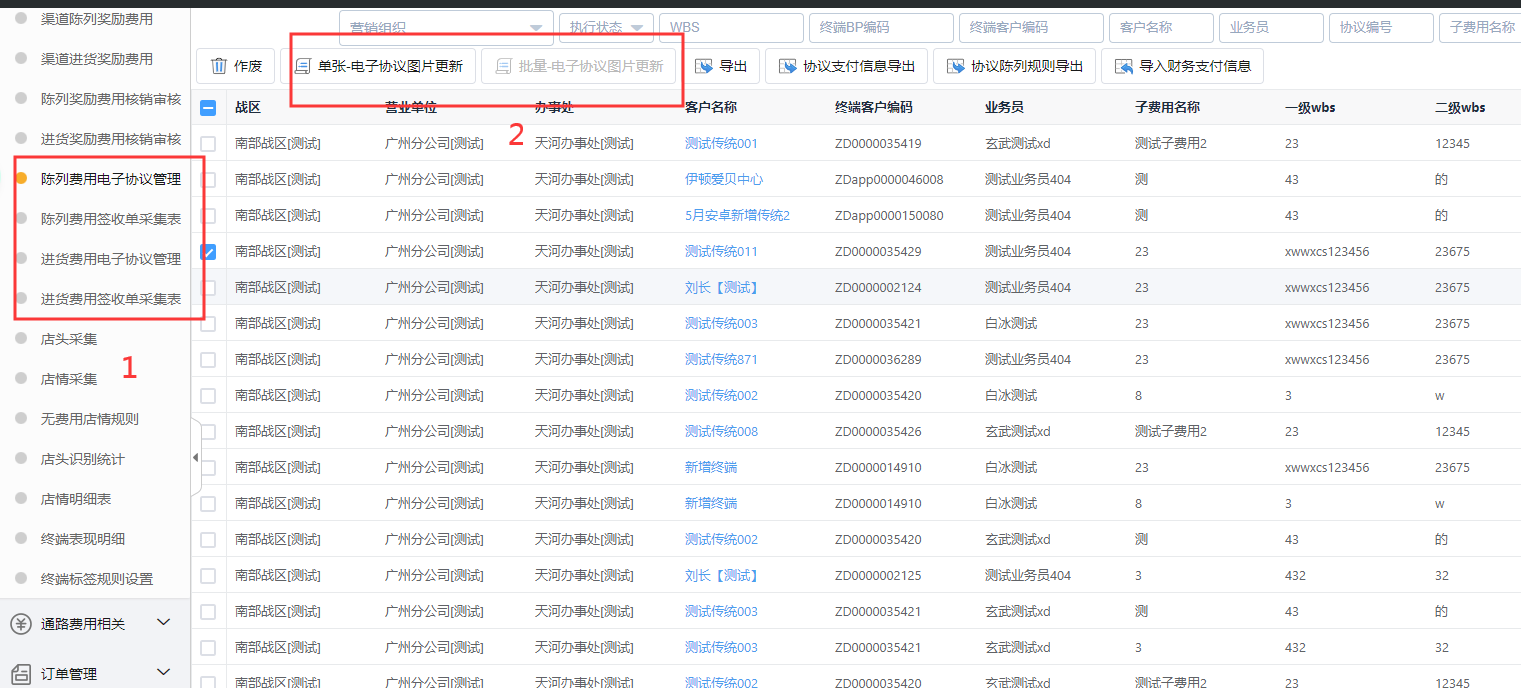 渠道陈列奖励费用
渠道进货奖励费用
陈列奖励费用核销审核
进货奖励费用核销审核
陈列费用电子协议管理
陈列费用签收单采集表
进货费用电子协议管理
进货费用签收单采集表
店头采集
店情采集
无费用店情规则
店头识别统计
店情明细表
终端表现明细
终端标签规则设置
通路费用相关
订单管理
1
营销组织 执行状态 WBS 终端BP编码 终端客户编码 客户名称 业务员 协议编号 子费用名称
作废 单张-电子协议图片更新 批量-电子协议图片更新 导出 协议支付信息导出 协议陈列规则导出 导入财务支付信息
战区 营业单位 办事处 客户名称 终端客户编码 业务员 子费用名称 一级wbs 二级wbs
2
南部战区[测试] 广州分公司[测试] 天河办事处[测试] 测试传统001 ZD0000035419 玄武测试xd 测试子费用2 23 12345
南部战区[测试] 广州分公司[测试] 天河办事处[测试] 伊顿爱贝中心 ZDapp0000046008 测试业务员404 测 43 的
南部战区[测试] 广州分公司[测试] 天河办事处[测试] 5月安卓新增传统2 ZDapp0000150080 测试业务员404 测 43 的
南部战区[测试] 广州分公司[测试] 天河办事处[测试] 测试传统011 ZD0000035429 测试业务员404 23 xwwxcs123456 23675
南部战区[测试] 广州分公司[测试] 天河办事处[测试] 刘长【测试】 ZD0000002124 测试业务员404 23 xwwxcs123456 23675
南部战区[测试] 广州分公司[测试] 天河办事处[测试] 测试传统003 ZD0000035421 白冰测试 23 xwwxcs123456 23675
南部战区[测试] 广州分公司[测试] 天河办事处[测试] 测试传统871 ZD0000036289 测试业务员404 23 xwwxcs123456 23675
南部战区[测试] 广州分公司[测试] 天河办事处[测试] 测试传统002 ZD0000035420 白冰测试 8 3 w
南部战区[测试] 广州分公司[测试] 天河办事处[测试] 测试传统008 ZD0000035426 玄武测试xd 测试子费用2 23 12345
南部战区[测试] 广州分公司[测试] 天河办事处[测试] 新增终端 ZD0000014910 白冰测试 23 xwwxcs123456 23675
南部战区[测试] 广州分公司[测试] 天河办事处[测试] 新增终端 ZD0000014910 白冰测试 8 3 w
南部战区[测试] 广州分公司[测试] 天河办事处[测试] 测试传统002 ZD0000035420 玄武测试xd 测 43 的
南部战区[测试] 广州分公司[测试] 天河办事处[测试] 刘长【测试】 ZD0000002125 测试业务员404 3 432 32
南部战区[测试] 广州分公司[测试] 天河办事处[测试] 测试传统003 ZD0000035421 玄武测试xd 测 43 的
南部战区[测试] 广州分公司[测试] 天河办事处[测试] 测试传统003 ZD0000035421 玄武测试xd 3 432 32
南部战区[测试] 广州分公司[测试] 天河办事处[测试] 测试传统002 ZD0000035420 玄武测试xd 测试子费用2 23 12345